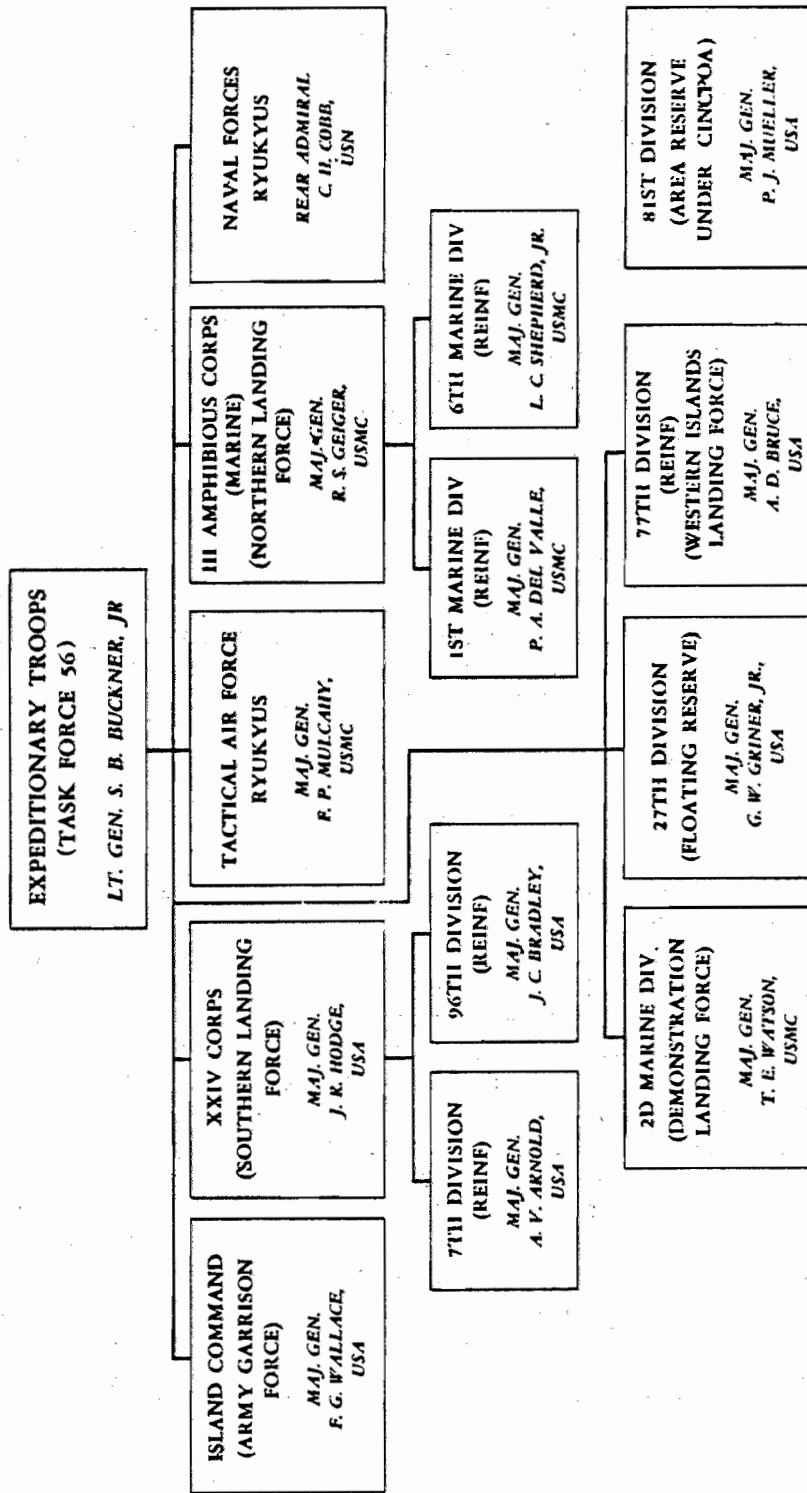 EXPEDITIONARY TROOPS
(TASK FORCE 56)
LT. GEN. S. B. BUCKNER, JR
ISLAND COMMAND
(ARMY GARRISON
FORCE)
MAJ. GEN.
F. G. WALLACE,
USA
XXIV CORPS
(SOUTHERN LANDING
FORCE)
MAJ. GEN.
J. R. HODGE,
USA
TACTICAL AIR FORCE
RYUKYUS
MAJ. GEN.
F. P. MULCAHY,
USMC
III AMPHIBIOUS CORPS
(MARINE)
(NORTHERN LANDING
FORCE)
MAJ. GEN.
R. S. GEIGER,
USMC
NAVAL FORCES
RYUKYUS
REAR ADMIRAL
C. H. COBB,
USN
7TH DIVISION
(REINF)
MAJ. GEN.
A. V. ARNOLD,
USA
96TH DIVISION
(REINF)
MAJ. GEN.
J. C. BRADLEY,
USA
1ST MARINE DIV
(REINF)
MAJ. GEN.
P. A. DEL VALLE,
USMC
6TH MARINE DIV
(REINF)
MAJ. GEN.
L. C. SHEPHERD, JR.
USMC
2D MARINE DIV.
(DEMONSTRATION
LANDING FORCE)
MAJ. GEN.
T. E. WATSON,
USMC
27TH DIVISION
(FLOATING RESERVE)
MAJ. GEN.
G. W. GRINER, JR.,
USA
77TH DIVISION
(REINF)
(WESTERN ISLANDS
LANDING FORCE)
MAJ. GEN.
A. D. BRUCE,
USA
81ST DIVISION
(AREA RESERVE
UNDER CINCPOA)
MAJ. GEN.
P. J. MUELLER,
USA